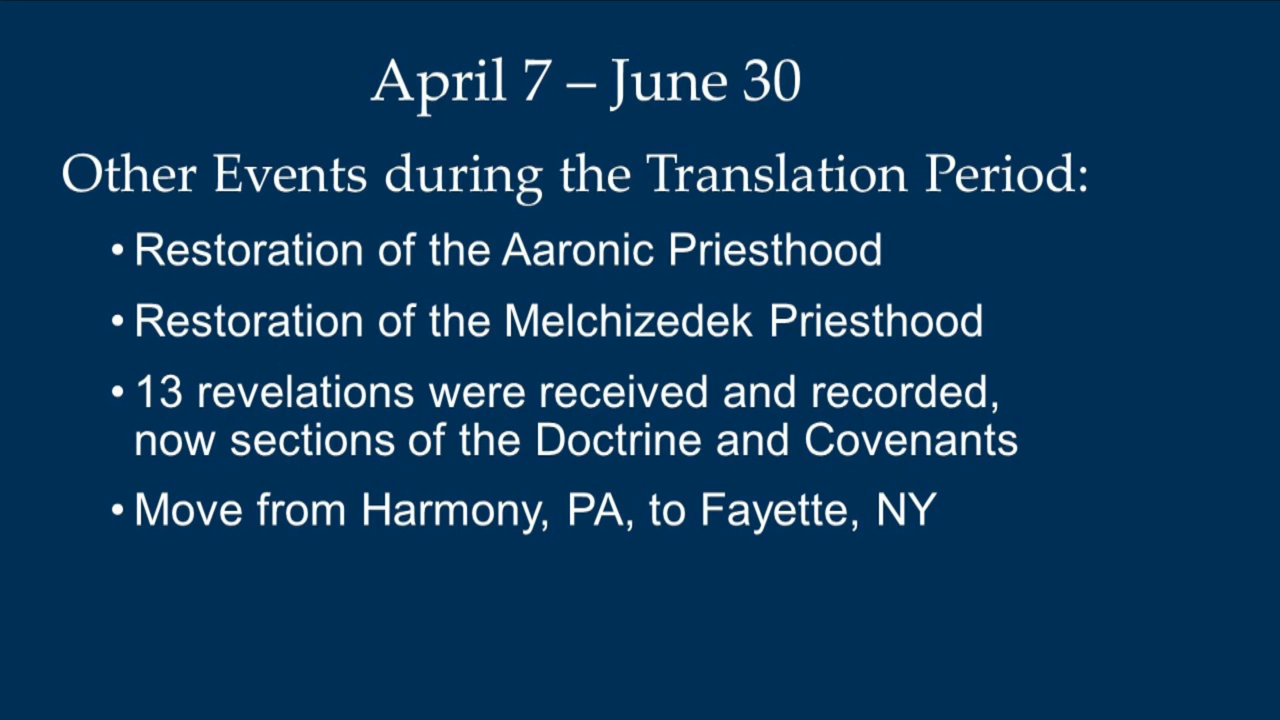 April 7 – June 30
Other Events during the Translation Period:
• Restoration of the Aaronic Priesthood
• Restoration of the Melchizedek Priesthood
• 13 revelations were received and recorded,
now sections of the Doctrine and Covenants
• Move from Harmony, PA, to Fayette, NY